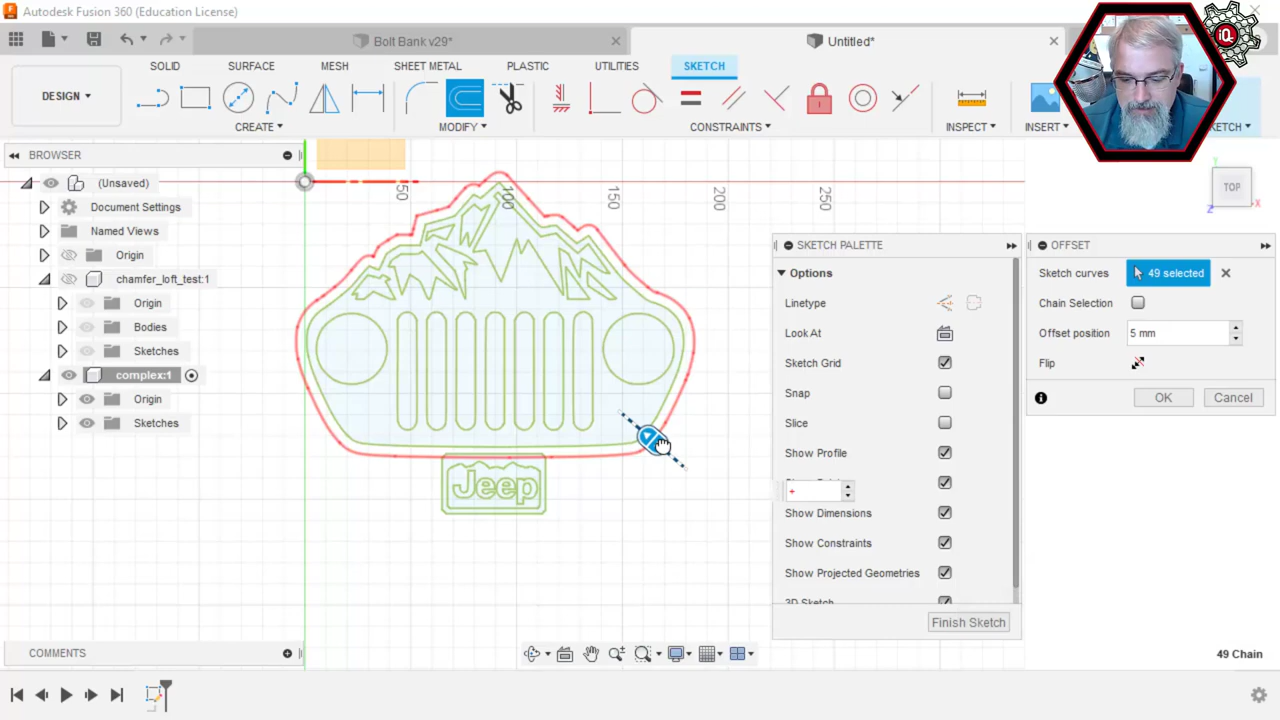 Autodesk Fusion 360 (Education License)
Bolt Bank v29*
Untitled*
iQ
DESIGN
SOLID SURFACE MESH SHEET METAL PLASTIC UTILITIES SKETCH
CREATE MODIFY CONSTRAINTS INSPECT INSERT
BROWSER
(Unsaved)
Document Settings
Named Views
Origin
chamfer_loft_test:1
Origin
Bodies
Sketches
complex:1
Origin
Sketches
50 100 150 200 250
Jeep
TOP
X
Y
Z
SKETCH PALETTE
Options
Linetype
Look At
Sketch Grid
Snap
Slice
Show Profile
+
Show Dimensions
Show Constraints
Show Projected Geometries
3D Sketch
Finish Sketch
OFFSET
Sketch curves 49 selected
Chain Selection
Offset position 5 mm
Flip
OK Cancel
COMMENTS
49 Chain